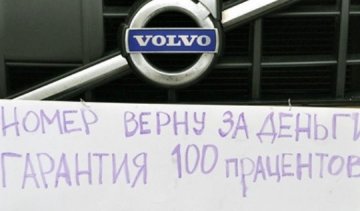 VOLVO
НОМЕР ВЕРНУ ЗА ДЕНЬГИ
ГАРАНТИЯ 100 ПРАЦЕНТОВ